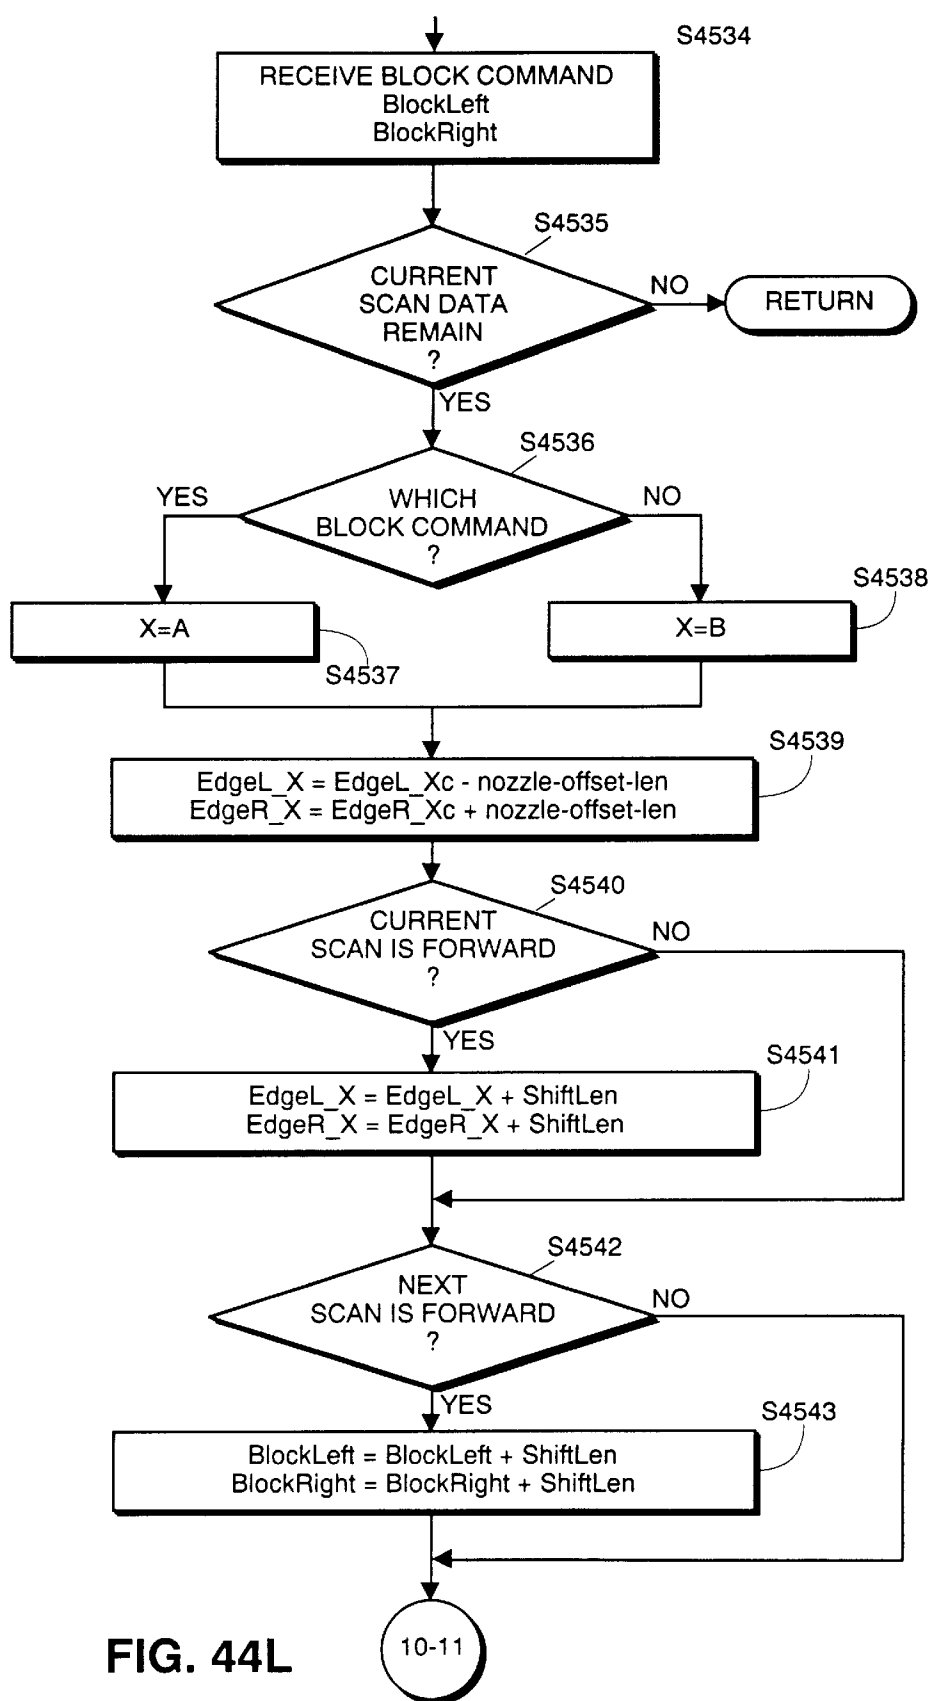 S4534
RECEIVE BLOCK COMMAND
BlockLeft
BlockRight
S4535
CURRENT
SCAN DATA
REMAIN
?
NO
RETURN
YES
S4536
WHICH
BLOCK COMMAND
?
YES
NO
X=A
S4537
X=B
S4538
S4539
EdgeL_X = EdgeL_Xc - nozzle-offset-len
EdgeR_X = EdgeR_Xc + nozzle-offset-len
S4540
CURRENT
SCAN IS FORWARD
?
NO
YES
S4541
EdgeL_X = EdgeL_X + ShiftLen
EdgeR_X = EdgeR_X + ShiftLen
S4542
NEXT
SCAN IS FORWARD
?
NO
YES
S4543
BlockLeft = BlockLeft + ShiftLen
BlockRight = BlockRight + ShiftLen
10-11
FIG. 44L